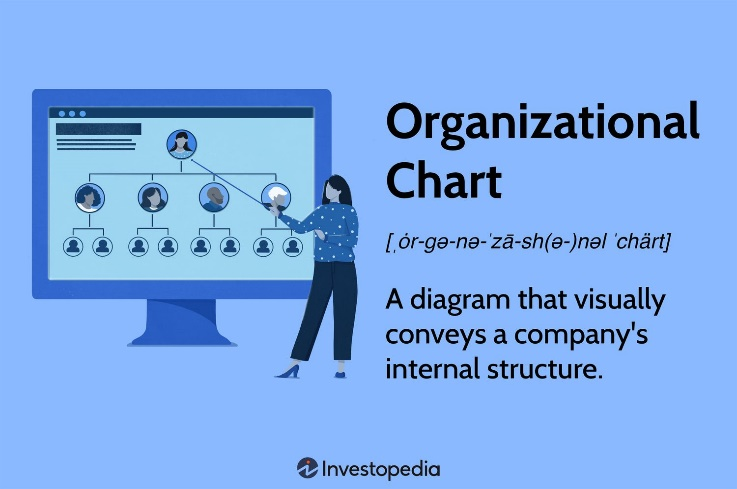 Organizational
Chart
[ˌȯr-gə-nə-ˈzā-sh(ə-)nəl ˈchärt]
A diagram that visually
conveys a company's
internal structure.
Investopedia